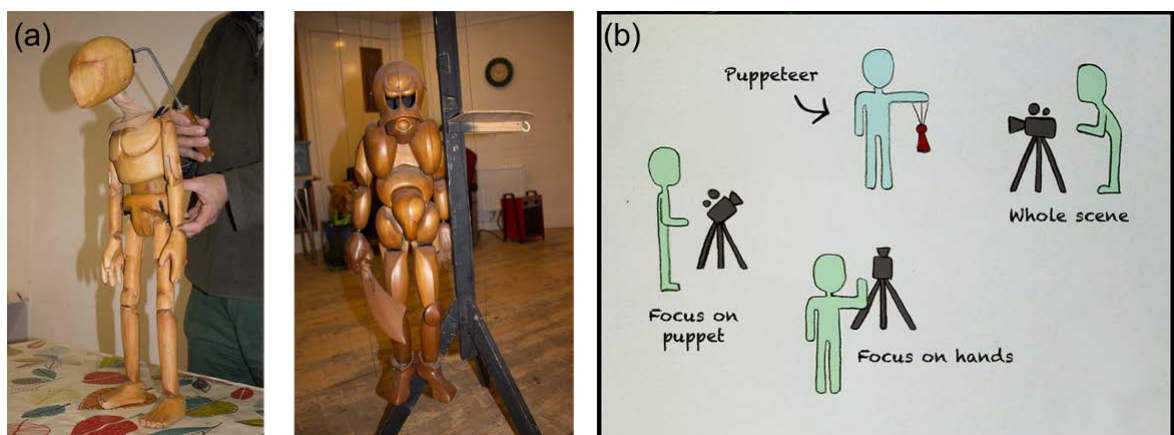 (a)
(b)
Puppeteer
Whole scene
Focus on
puppet
Focus on hands